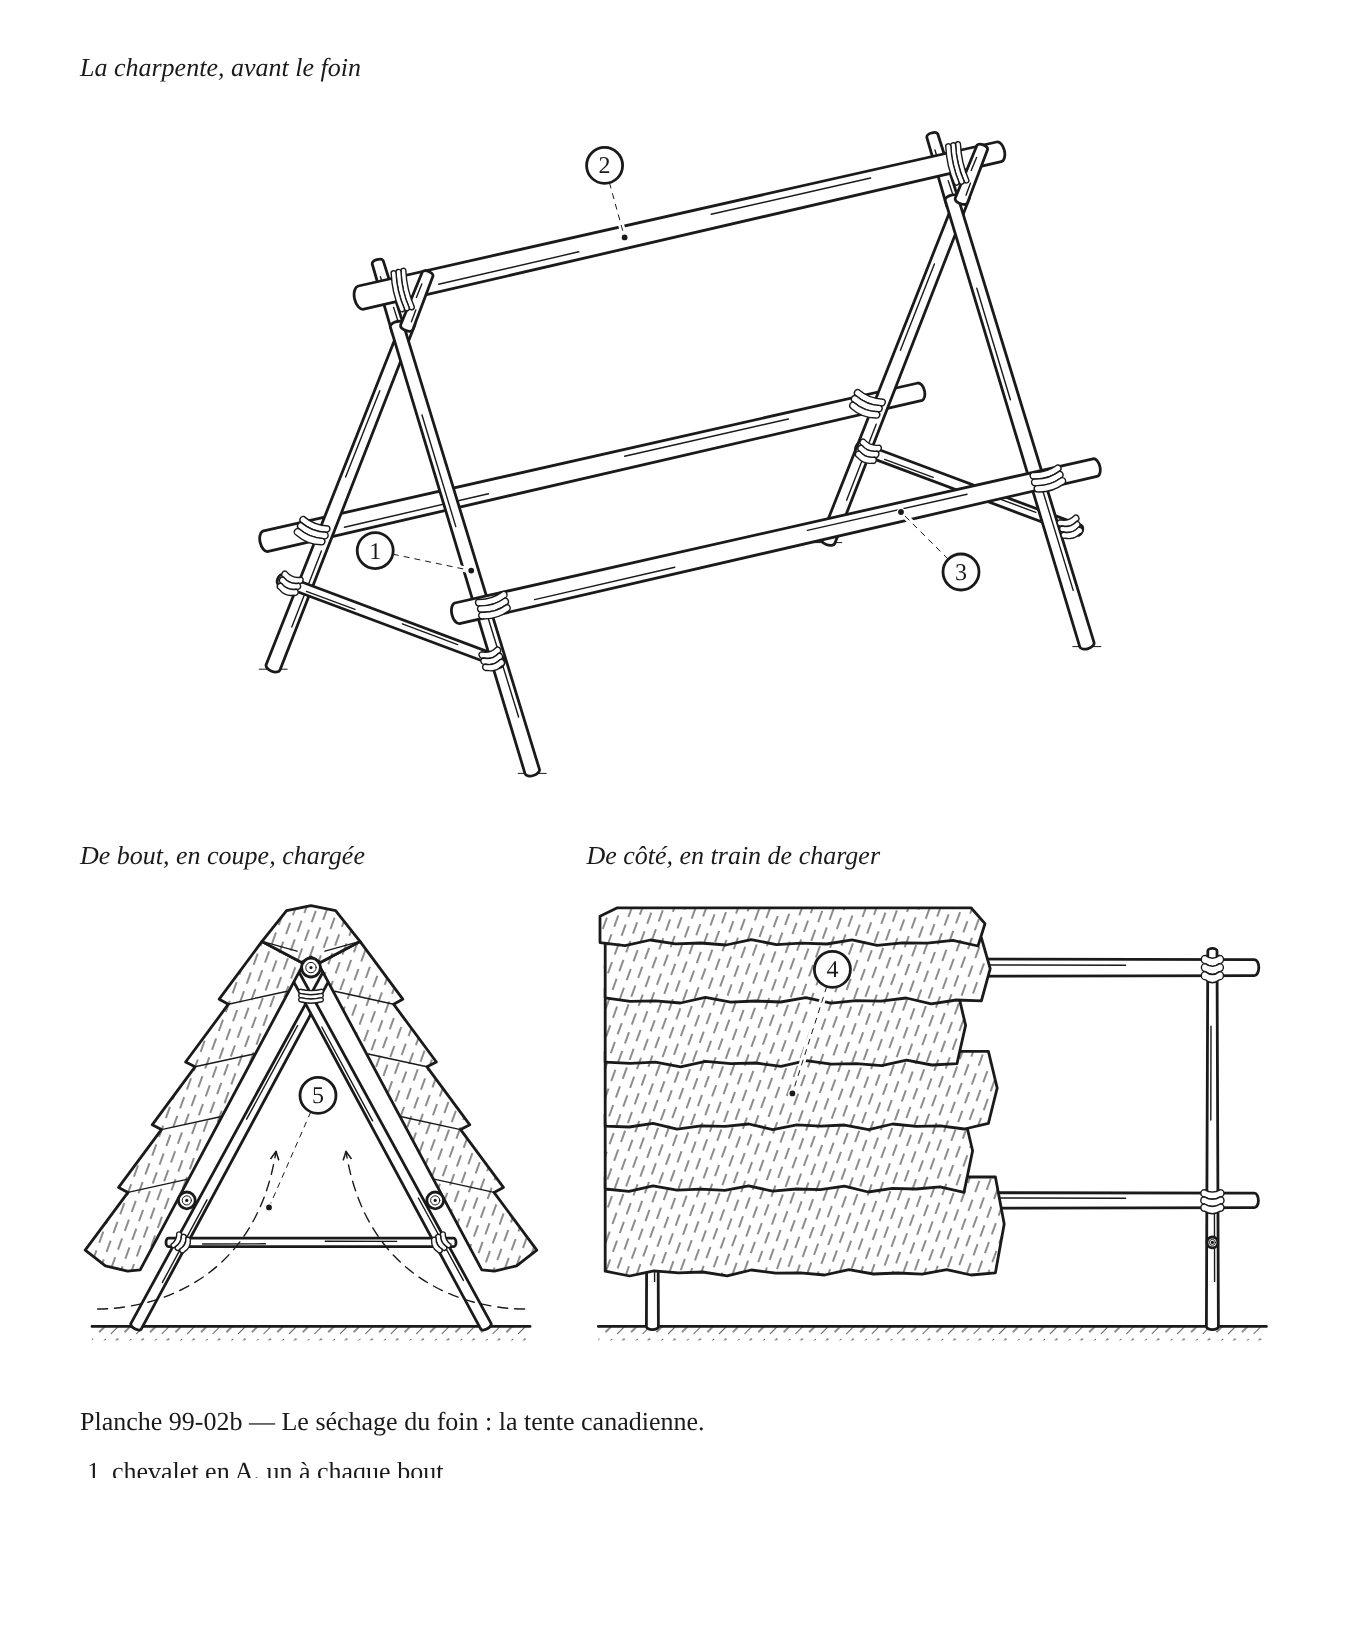 La charpente, avant le foin
2
1
3
De bout, en coupe, chargée
De côté, en train de charger
4
5
Planche 99-02b — Le séchage du foin : la tente canadienne.
1 chevalet en A, un à chaque bout